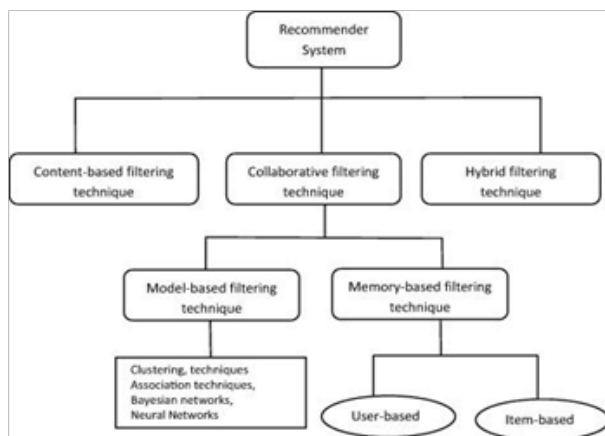 Recommender
System
Content-based filtering
technique
Collaborative filtering
technique
Hybrid filtering
technique
Model-based filtering
technique
Memory-based filtering
technique
Clustering, techniques
Association techniques,
Bayesian networks,
Neural Networks
User-based
Item-based